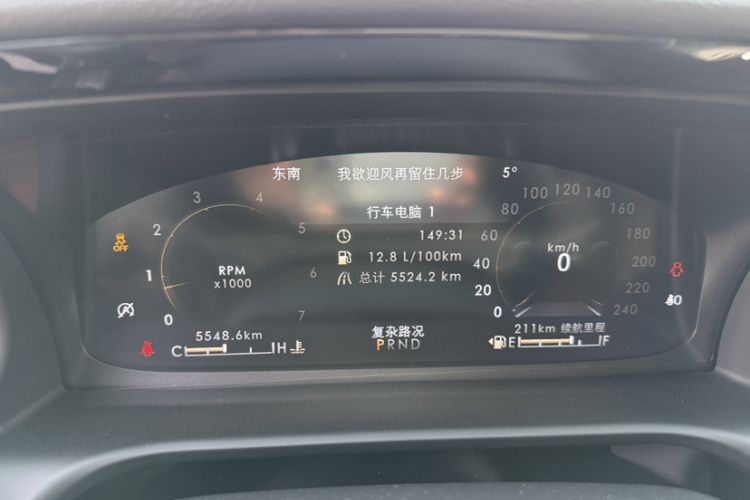 东南 我欲迎风再留住几步 5°
行车电脑 1
149:31
12.8 L/100km
总计 5524.2 km
0 1 2 3 4 5 6 7
RPM
x1000
0 20 40 60 80 100 120 140 160 180 200 220 240
km/h
0
OFF
5548.6km
C H
复杂路况
PRND
211km 续航里程
E F